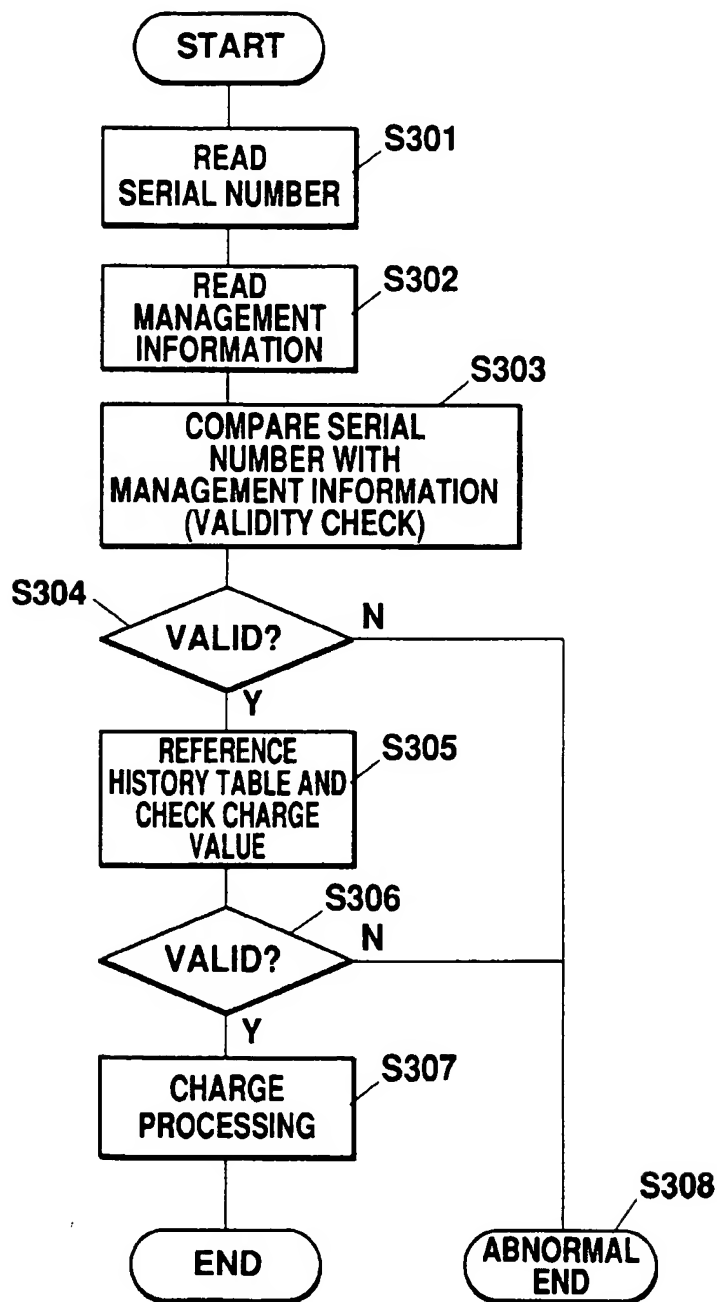 START
S301
READ
SERIAL NUMBER
S302
READ
MANAGEMENT
INFORMATION
S303
COMPARE SERIAL
NUMBER WITH
MANAGEMENT INFORMATION
(VALIDITY CHECK)
S304
VALID?
N
Y
S305
REFERENCE
HISTORY TABLE AND
CHECK CHARGE
VALUE
S306
VALID?
N
Y
S307
CHARGE
PROCESSING
S308
END
ABNORMAL
END